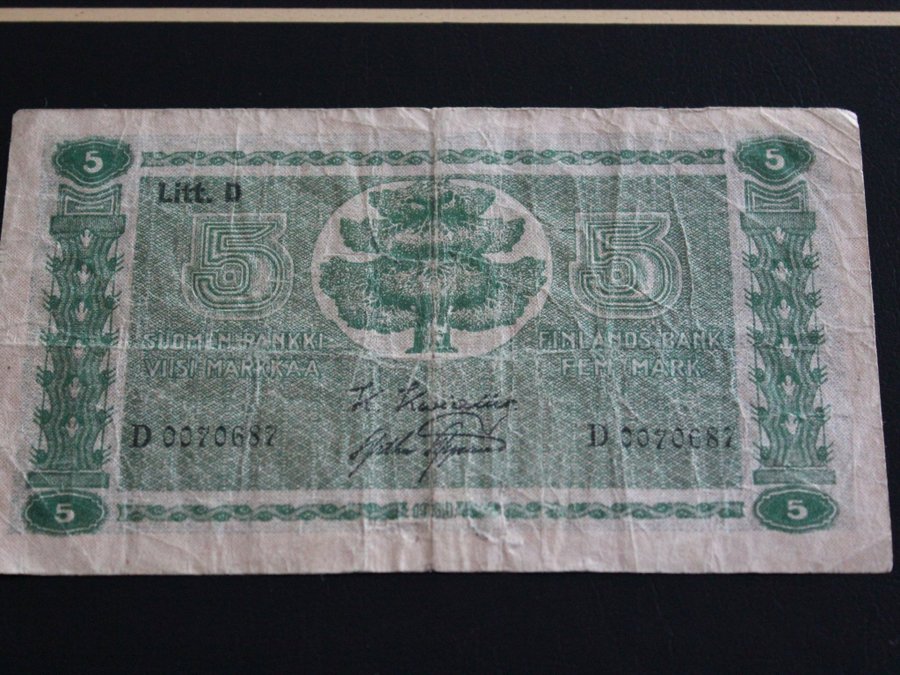 5 5
Litt. D
5 5
SUOMEN PANKKI FINLANDS BANK
VIISI MARKKAA FEM MARK
D 0070687 D 0070687
5 5